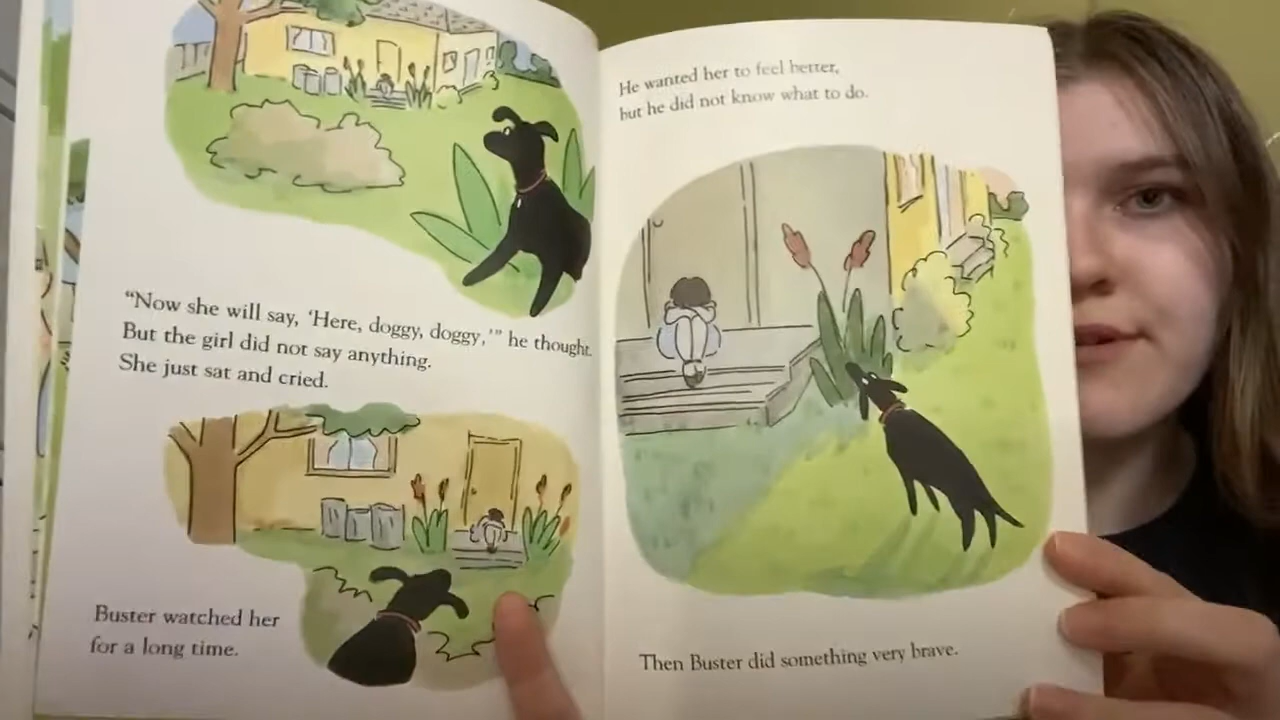 "Now she will say, 'Here, doggy, doggy,'" he thought.
But the girl did not say anything.
She just sat and cried.
Buster watched her
for a long time.
He wanted her to feel better,
but he did not know what to do.
Then Buster did something very brave.